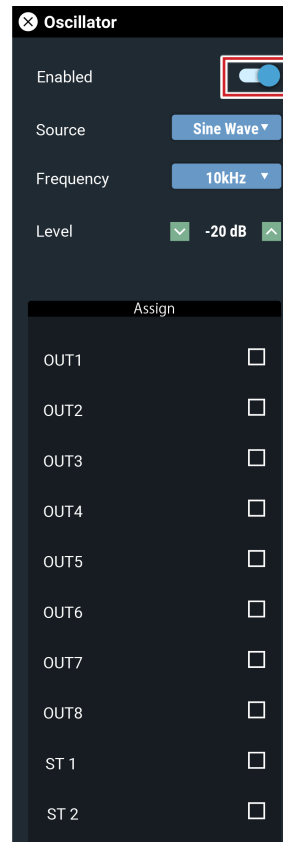 Oscillator
Enabled
Source Sine Wave
Frequency 10kHz
Level -20 dB
Assign
OUT1
OUT2
OUT3
OUT4
OUT5
OUT6
OUT7
OUT8
ST 1
ST 2